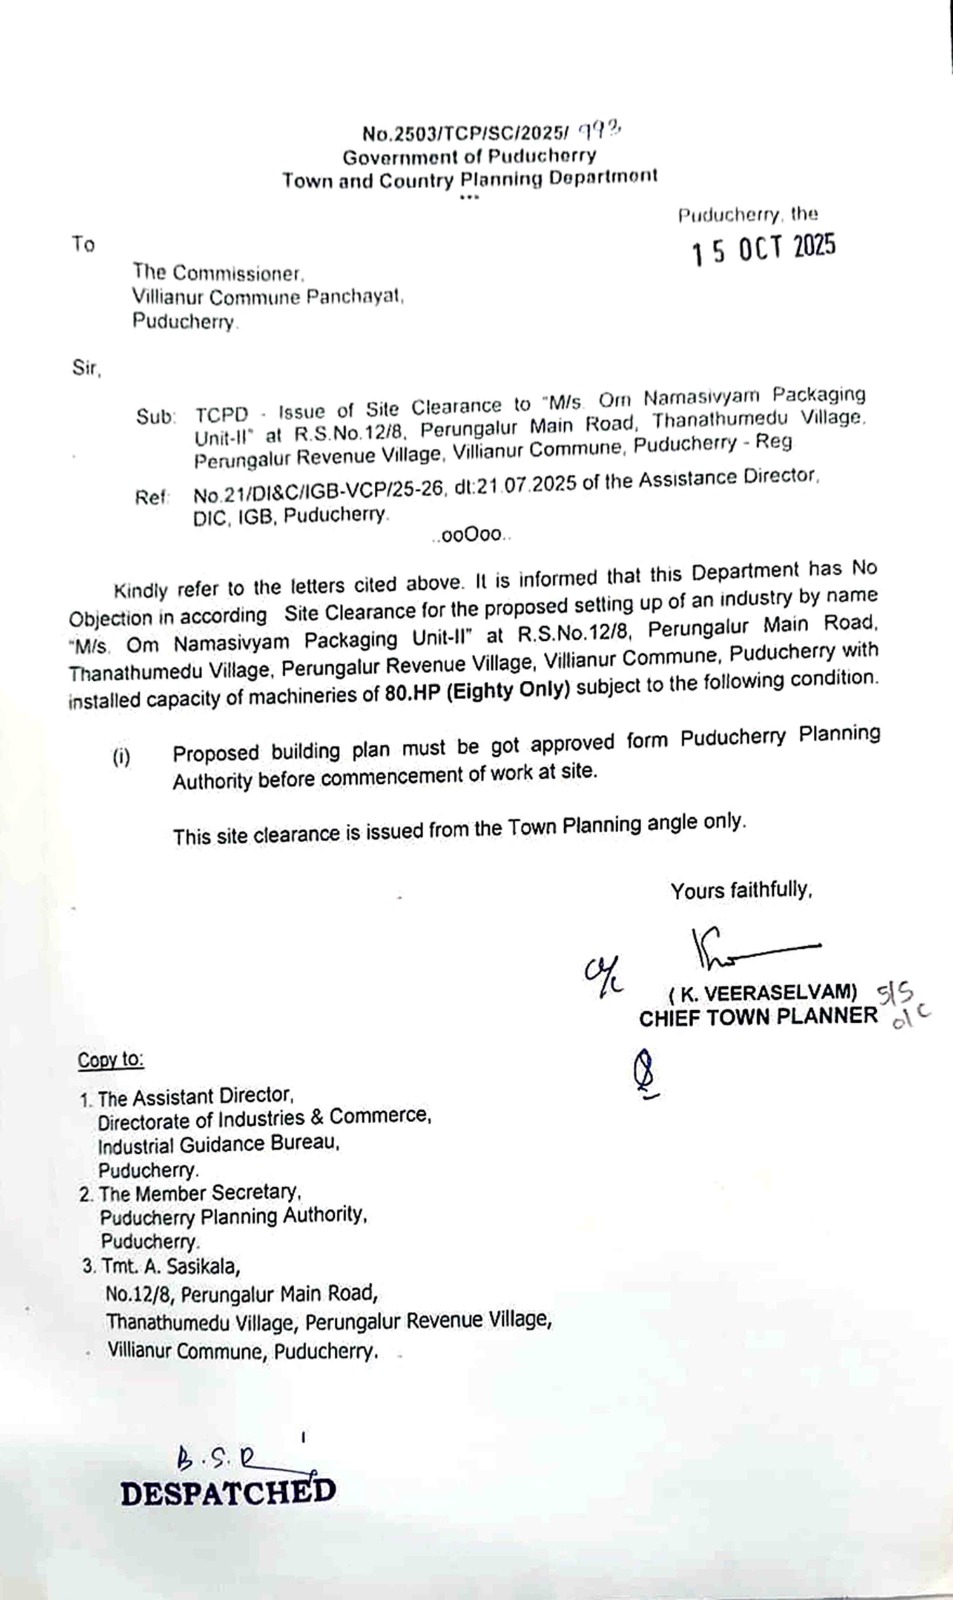 No.2503/TCP/SC/2025/ 993
Government of Puducherry
Town and Country Planning Department
***
Puducherry, the
15 OCT 2025
To
The Commissioner,
Villianur Commune Panchayat,
Puducherry.
Sir,
Sub: TCPD - Issue of Site Clearance to "M/s. Om Namasivyam Packaging
Unit-II" at R.S.No.12/8, Perungalur Main Road, Thanathumedu Village,
Perungalur Revenue Village, Villianur Commune, Puducherry - Reg
Ref: No.21/DI&C/IGB-VCP/25-26, dt:21.07.2025 of the Assistance Director,
DIC, IGB, Puducherry.
..ooOoo..
Kindly refer to the letters cited above. It is informed that this Department has No
Objection in according Site Clearance for the proposed setting up of an industry by name
"M/s. Om Namasivyam Packaging Unit-II" at R.S.No.12/8, Perungalur Main Road,
Thanathumedu Village, Perungalur Revenue Village, Villianur Commune, Puducherry with
installed capacity of machineries of 80.HP (Eighty Only) subject to the following condition.
(i) Proposed building plan must be got approved form Puducherry Planning
Authority before commencement of work at site.
This site clearance is issued from the Town Planning angle only.
Yours faithfully,
O/c
( K. VEERASELVAM) S/S
CHIEF TOWN PLANNER o/c
Copy to:
1. The Assistant Director,
Directorate of Industries & Commerce,
Industrial Guidance Bureau,
Puducherry.
2. The Member Secretary,
Puducherry Planning Authority,
Puducherry.
3. Tmt. A. Sasikala,
No.12/8, Perungalur Main Road,
Thanathumedu Village, Perungalur Revenue Village,
Villianur Commune, Puducherry.
B.S.R
DESPATCHED